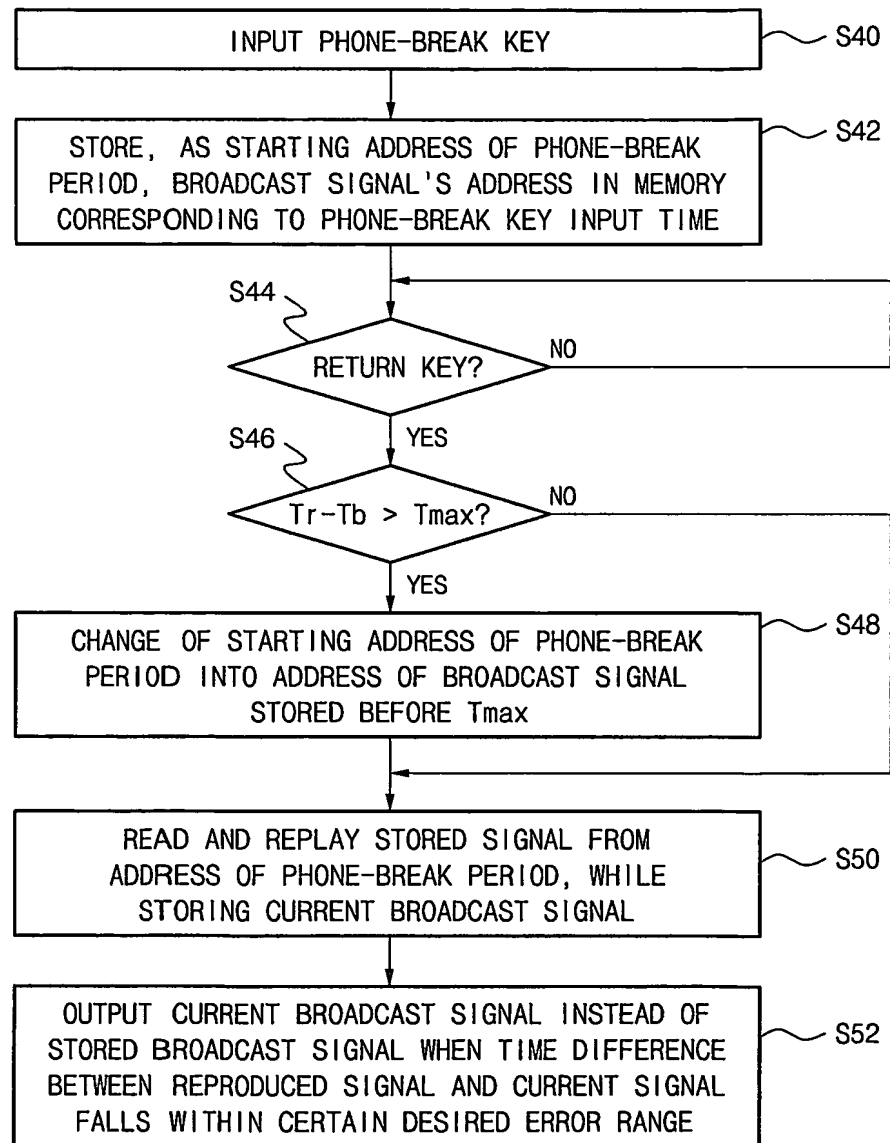 INPUT PHONE-BREAK KEY
S40
STORE, AS STARTING ADDRESS OF PHONE-BREAK
PERIOD, BROADCAST SIGNAL'S ADDRESS IN MEMORY
CORRESPONDING TO PHONE-BREAK KEY INPUT TIME
S42
S44
RETURN KEY?
NO
YES
S46
Tr-Tb > Tmax?
NO
YES
CHANGE OF STARTING ADDRESS OF PHONE-BREAK
PERIOD INTO ADDRESS OF BROADCAST SIGNAL
STORED BEFORE Tmax
S48
READ AND REPLAY STORED SIGNAL FROM
ADDRESS OF PHONE-BREAK PERIOD, WHILE
STORING CURRENT BROADCAST SIGNAL
S50
OUTPUT CURRENT BROADCAST SIGNAL INSTEAD OF
STORED BROADCAST SIGNAL WHEN TIME DIFFERENCE
BETWEEN REPRODUCED SIGNAL AND CURRENT SIGNAL
FALLS WITHIN CERTAIN DESIRED ERROR RANGE
S52